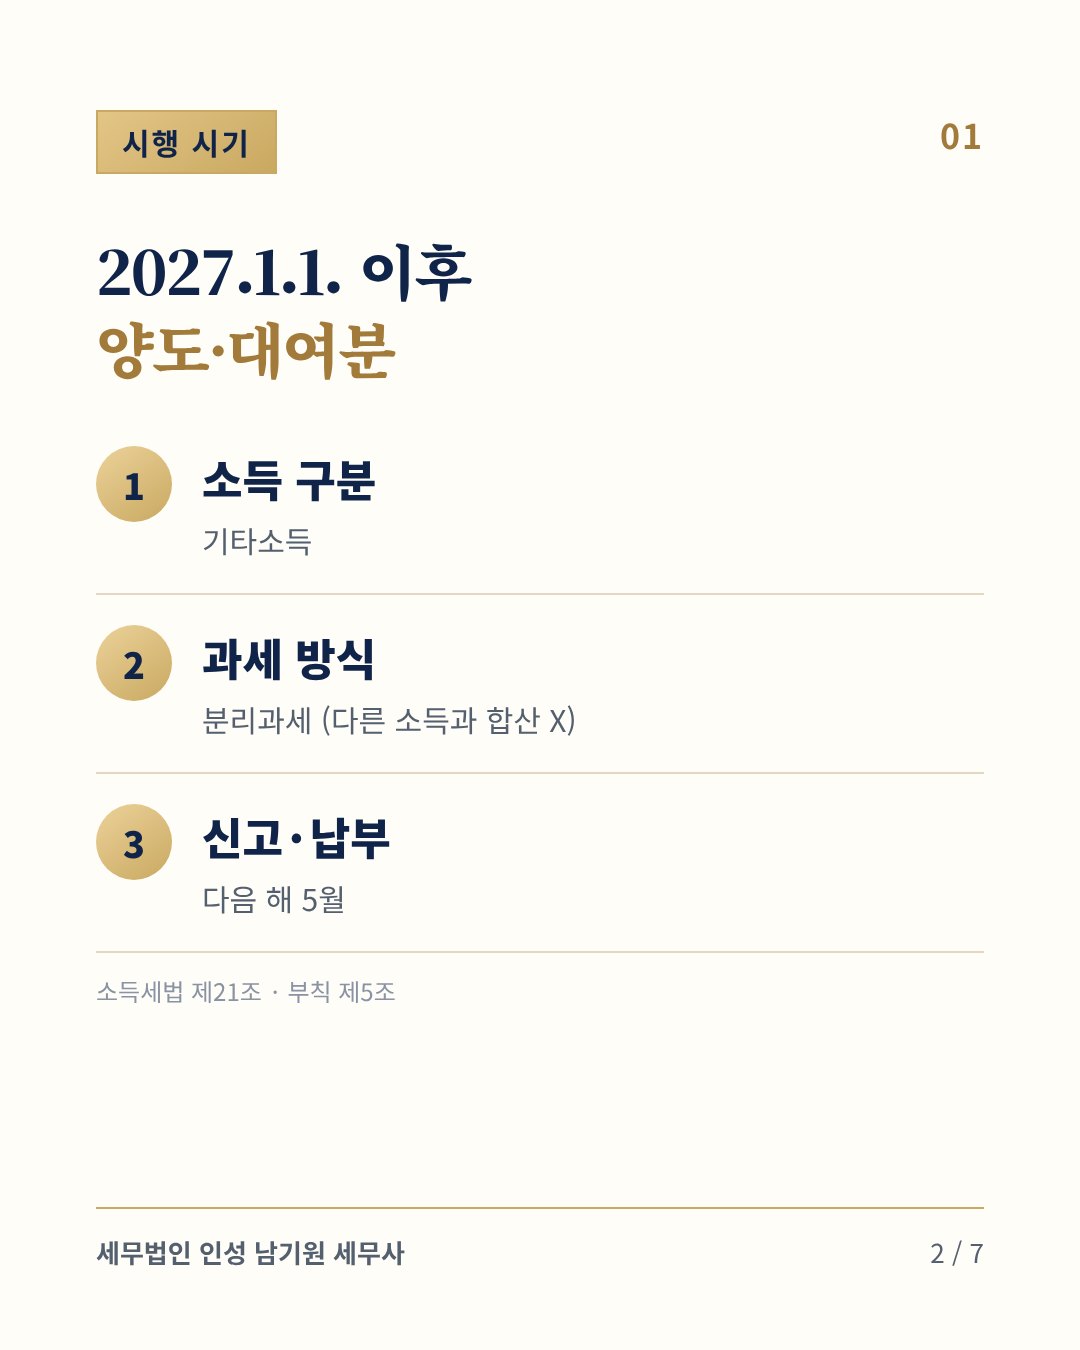 시행 시기
01
2027.1.1. 이후
양도·대여분
1
소득 구분
기타소득
2
과세 방식
분리과세 (다른 소득과 합산 X)
3
신고·납부
다음 해 5월
소득세법 제21조 · 부칙 제5조
세무법인 인성 남기원 세무사
2 / 7